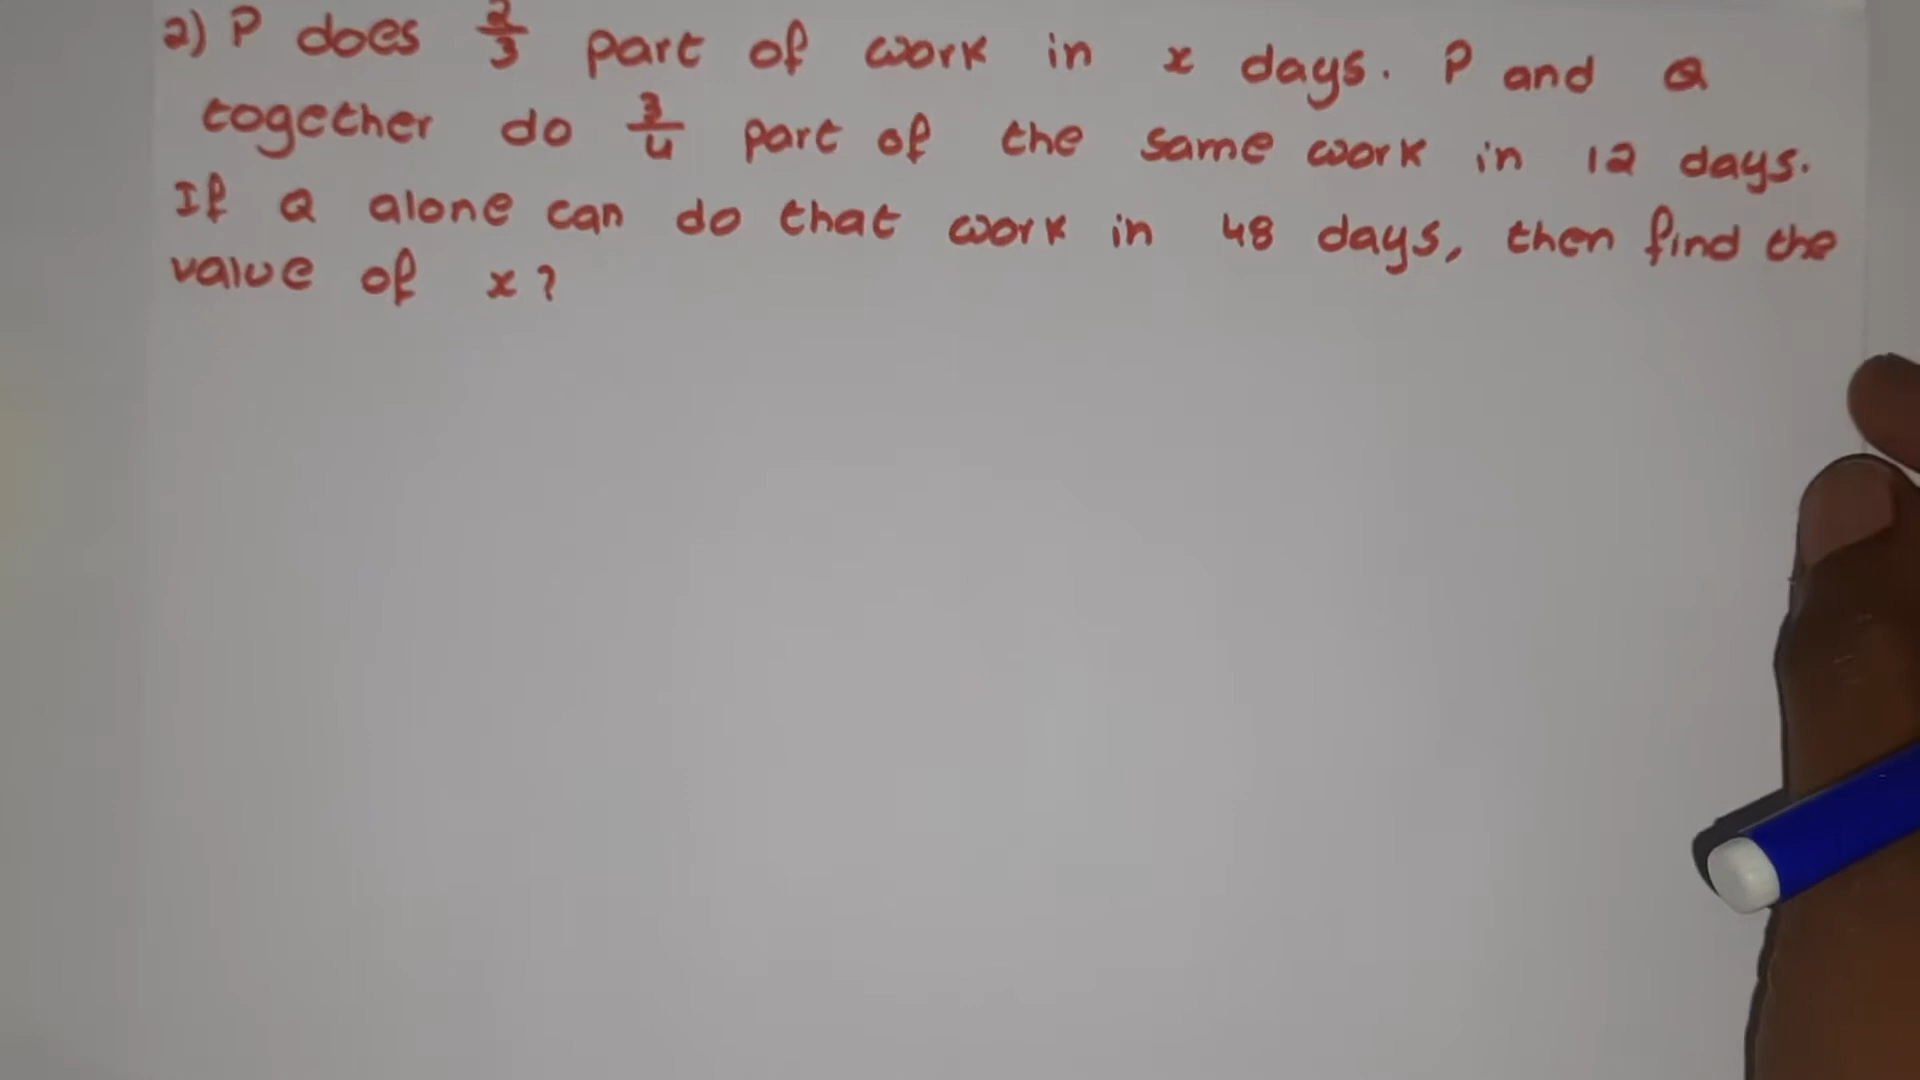 2) P does 2/3 part of work in x days. P and Q
together do 3/4 part of the same work in 12 days.
If Q alone can do that work in 48 days, then find the
value of x?